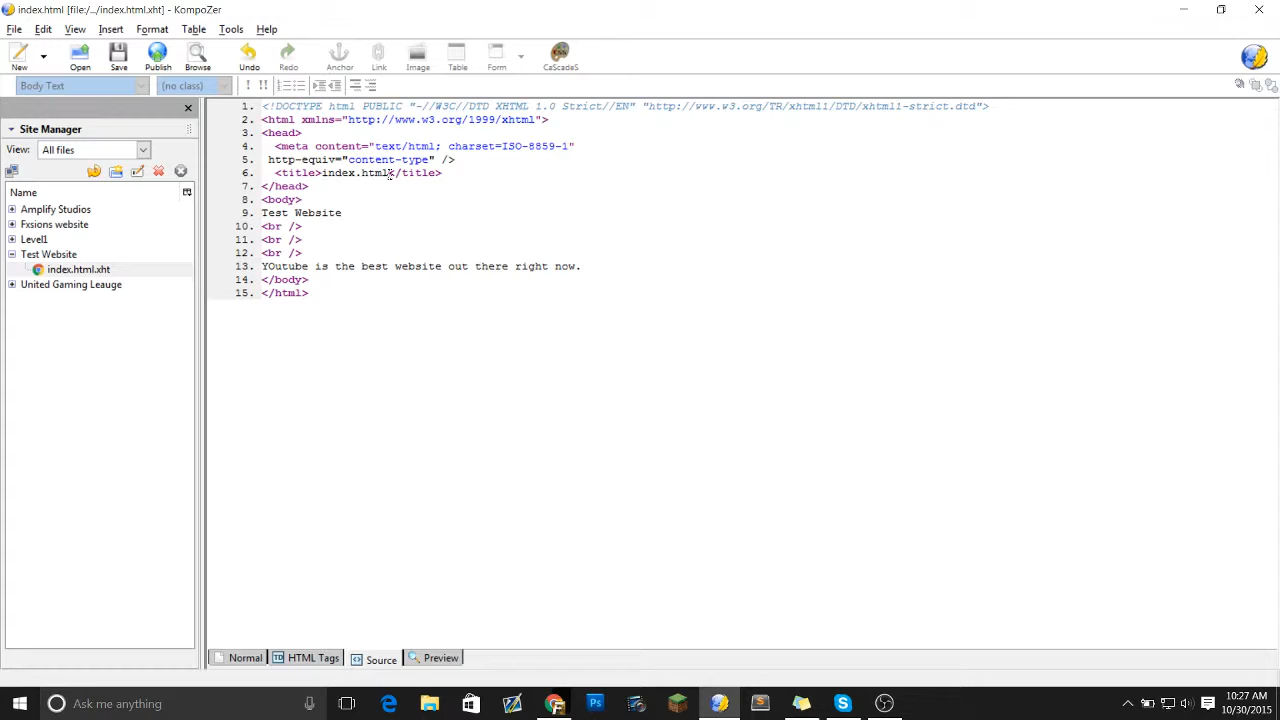 index.html [file:/../index.html.xht] - KompoZer
File Edit View Insert Format Table Tools Help
New Open Save Publish Browse Undo Redo Anchor Link Image Table Form CaScadeS
Body Text (no class) ! !!
Site Manager
View: All files
Name
Amplify Studios
Fxsions website
Level1
Test Website
index.html.xht
United Gaming Leauge
1. <!DOCTYPE html PUBLIC "-//W3C//DTD XHTML 1.0 Strict//EN" "http://www.w3.org/TR/xhtml1/DTD/xhtml1-strict.dtd">
2. <html xmlns="http://www.w3.org/1999/xhtml">
3. <head>
4. <meta content="text/html; charset=ISO-8859-1"
5. http-equiv="content-type" />
6. <title>index.html</title>
7. </head>
8. <body>
9. Test Website
10. <br />
11. <br />
12. <br />
13. YOutube is the best website out there right now.
14. </body>
15. </html>
Normal HTML Tags Source Preview
Ask me anything
10:27 AM
10/30/2015